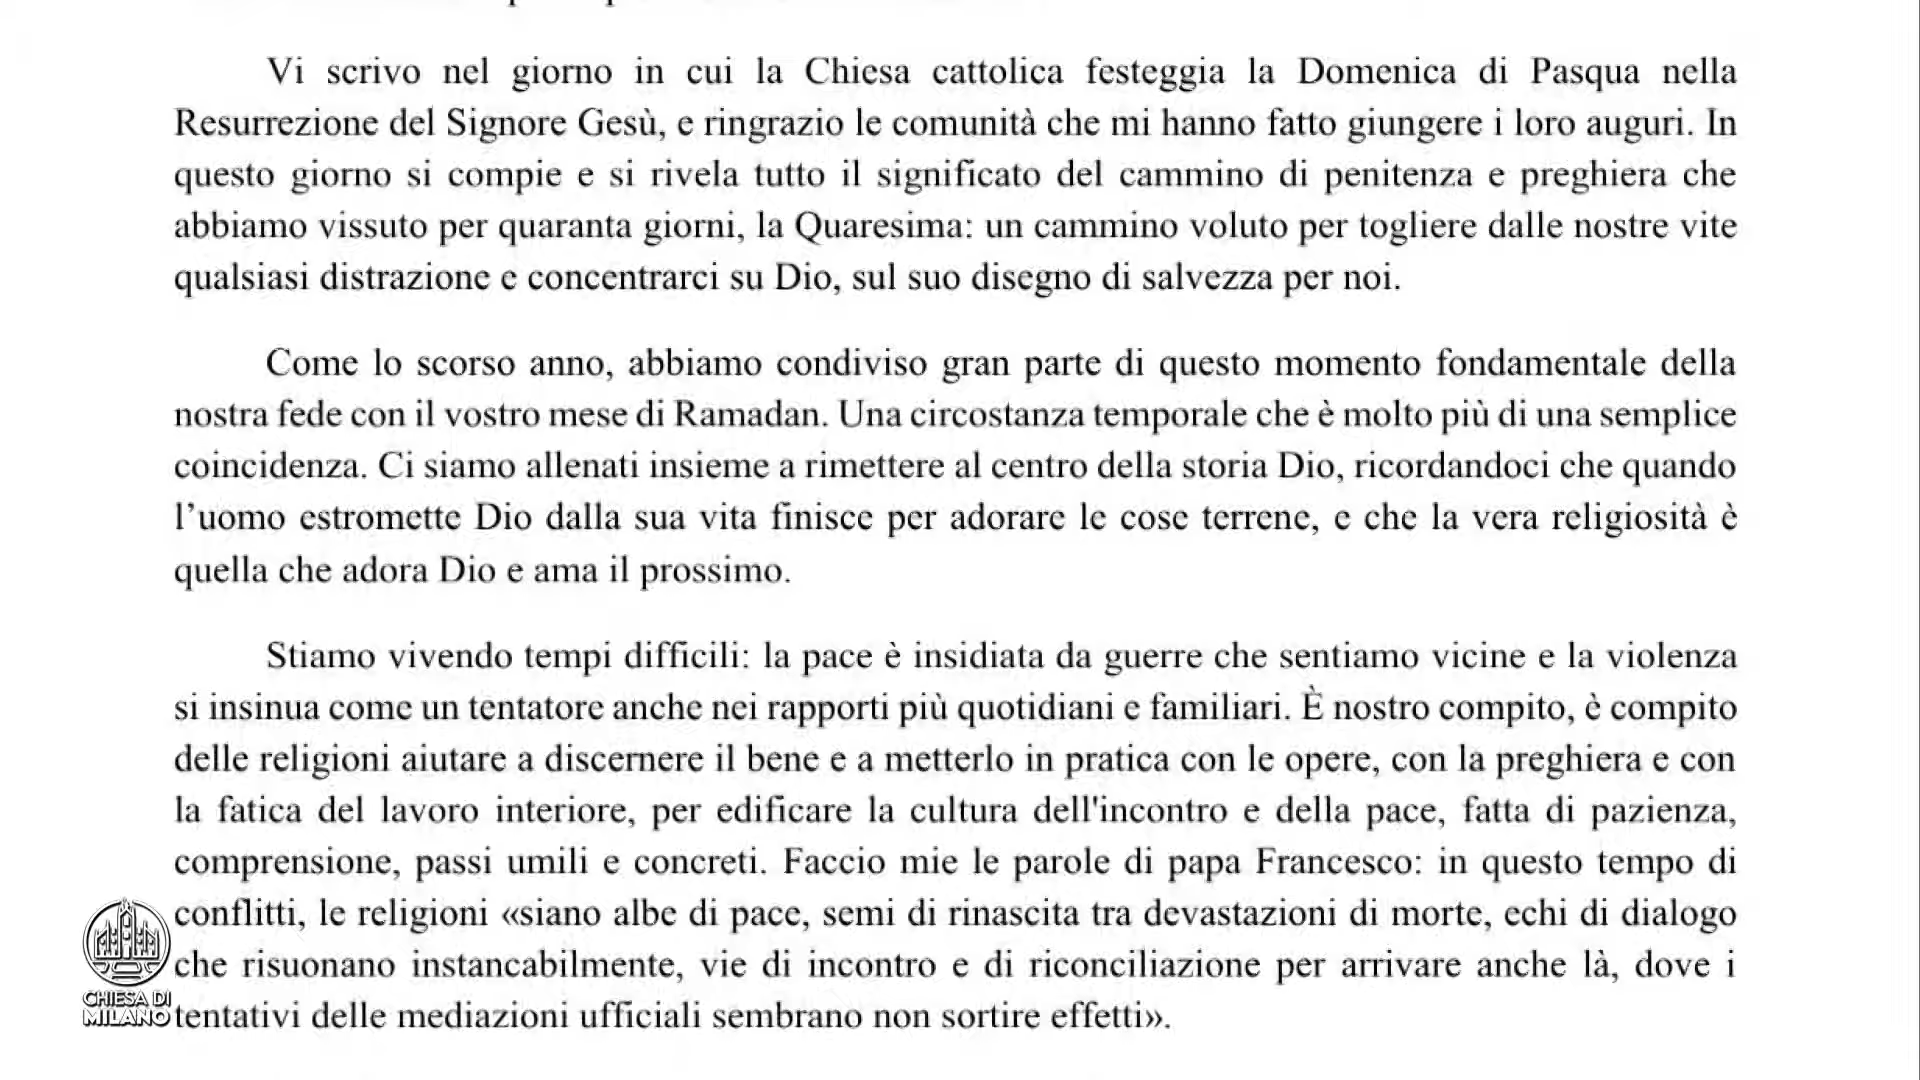 Vi scrivo nel giorno in cui la Chiesa cattolica festeggia la Domenica di Pasqua nella
Resurrezione del Signore Gesù, e ringrazio le comunità che mi hanno fatto giungere i loro auguri. In
questo giorno si compie e si rivela tutto il significato del cammino di penitenza e preghiera che
abbiamo vissuto per quaranta giorni, la Quaresima: un cammino voluto per togliere dalle nostre vite
qualsiasi distrazione e concentrarci su Dio, sul suo disegno di salvezza per noi.
Come lo scorso anno, abbiamo condiviso gran parte di questo momento fondamentale della
nostra fede con il vostro mese di Ramadan. Una circostanza temporale che è molto più di una semplice
coincidenza. Ci siamo allenati insieme a rimettere al centro della storia Dio, ricordandoci che quando
l’uomo estromette Dio dalla sua vita finisce per adorare le cose terrene, e che la vera religiosità è
quella che adora Dio e ama il prossimo.
Stiamo vivendo tempi difficili: la pace è insidiata da guerre che sentiamo vicine e la violenza
si insinua come un tentatore anche nei rapporti più quotidiani e familiari. È nostro compito, è compito
delle religioni aiutare a discernere il bene e a metterlo in pratica con le opere, con la preghiera e con
la fatica del lavoro interiore, per edificare la cultura dell'incontro e della pace, fatta di pazienza,
comprensione, passi umili e concreti. Faccio mie le parole di papa Francesco: in questo tempo di
conflitti, le religioni «siano albe di pace, semi di rinascita tra devastazioni di morte, echi di dialogo
che risuonano instancabilmente, vie di incontro e di riconciliazione per arrivare anche là, dove i
tentativi delle mediazioni ufficiali sembrano non sortire effetti».
CHIESA DI
MILANO